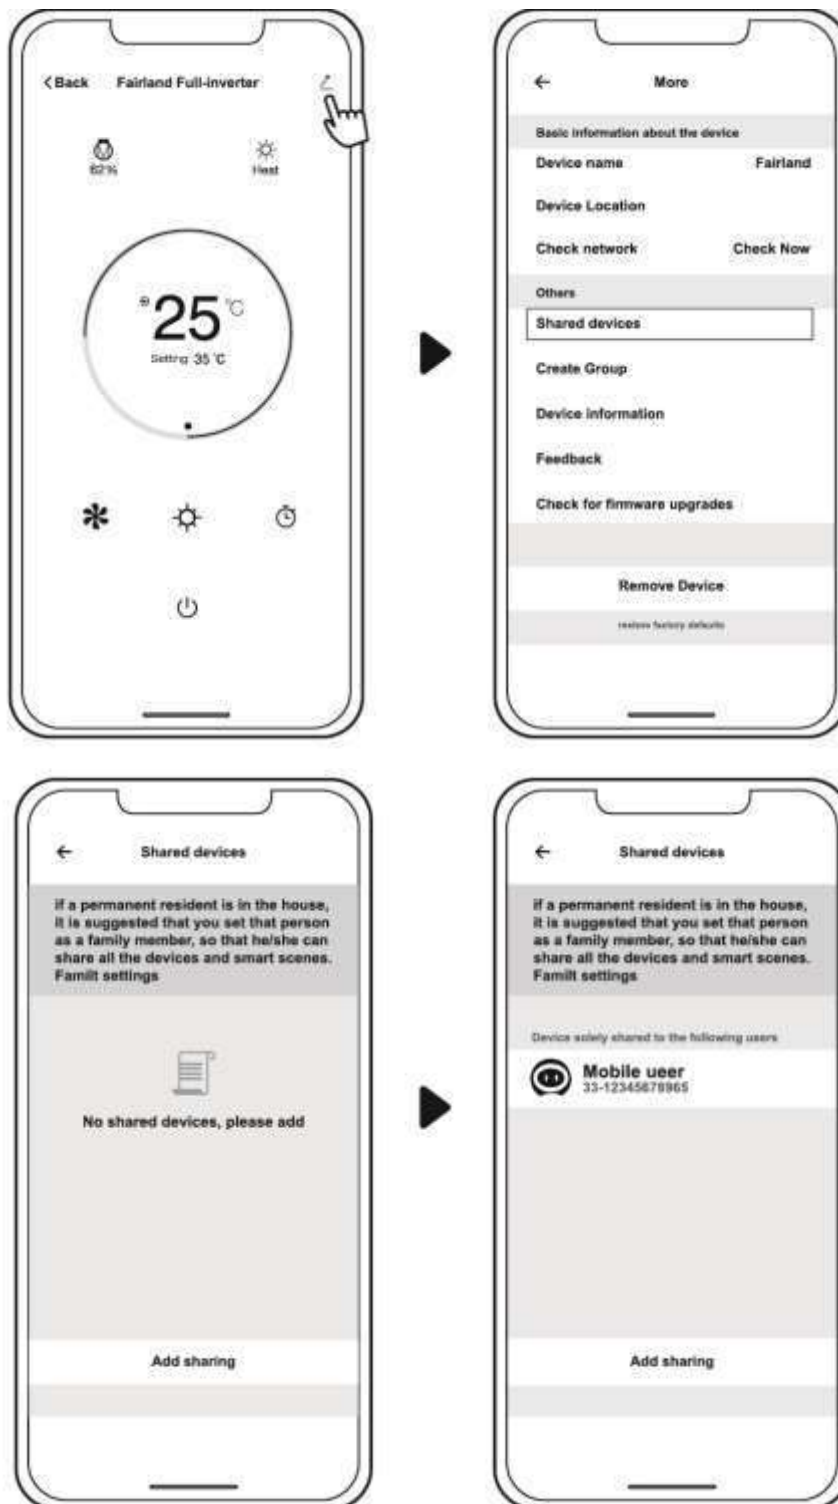 <Back Fairland Full-inverter
62% Heat
25 °C
Setting 35 °C
← More
Basic information about the device
Device name Fairland
Device Location
Check network Check Now
Others
Shared devices
Create Group
Device information
Feedback
Check for firmware upgrades
Remove Device
restore factory defaults
← Shared devices
if a permanent resident is in the house,
it is suggested that you set that person
as a family member, so that he/she can
share all the devices and smart scenes.
Familt settings
No shared devices, please add
Add sharing
← Shared devices
if a permanent resident is in the house,
it is suggested that you set that person
as a family member, so that he/she can
share all the devices and smart scenes.
Familt settings
Device solely shared to the following users
Mobile ueer
33-12345678965
Add sharing